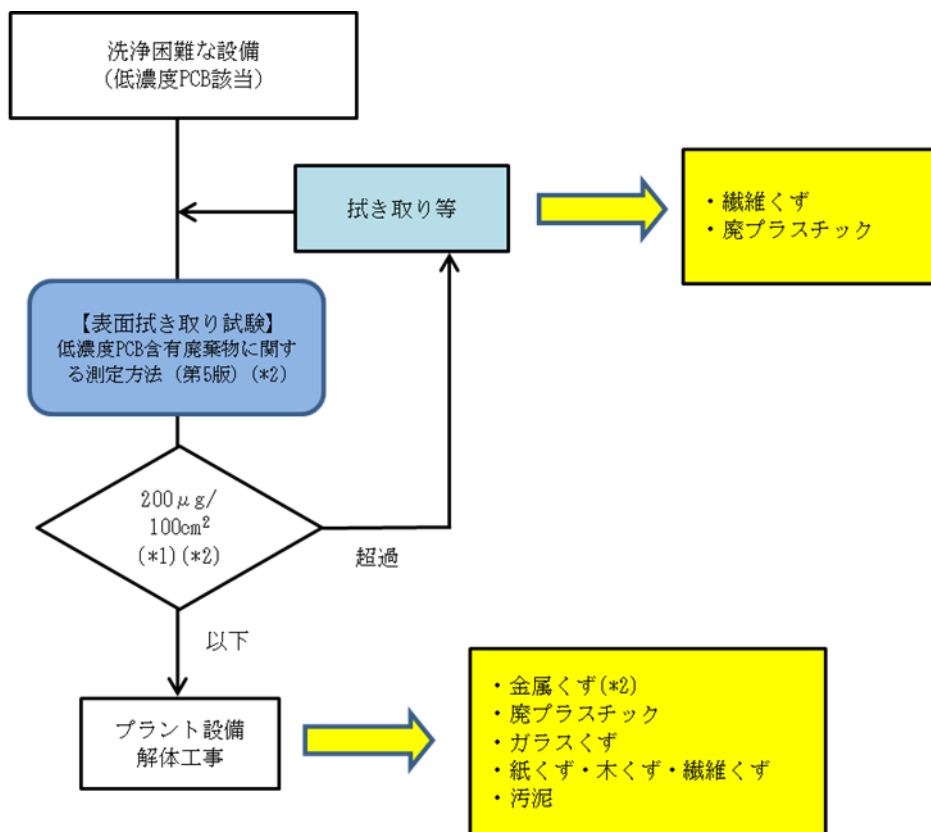 洗浄困難な設備
(低濃度PCB該当)
拭き取り等
・繊維くず
・廃プラスチック
【表面拭き取り試験】
低濃度PCB含有廃棄物に関す
る測定方法 (第5版) (*2)
200μg/
100cm²
(*1)(*2)
超過
以下
プラント設備
解体工事
・金属くず(*2)
・廃プラスチック
・ガラスくず
・紙くず・木くず・繊維くず
・汚泥